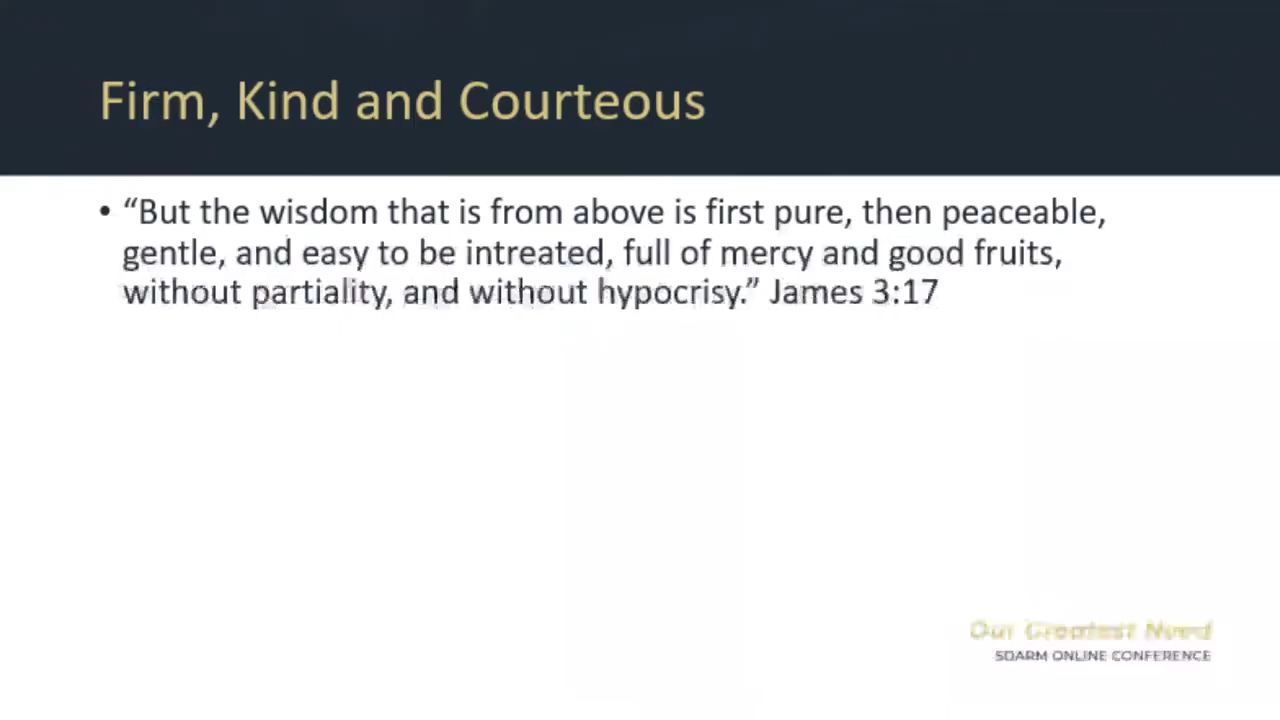 Firm, Kind and Courteous
• “But the wisdom that is from above is first pure, then peaceable,
gentle, and easy to be intreated, full of mercy and good fruits,
without partiality, and without hypocrisy.” James 3:17
Our Greatest Need
SDARM ONLINE CONFERENCE